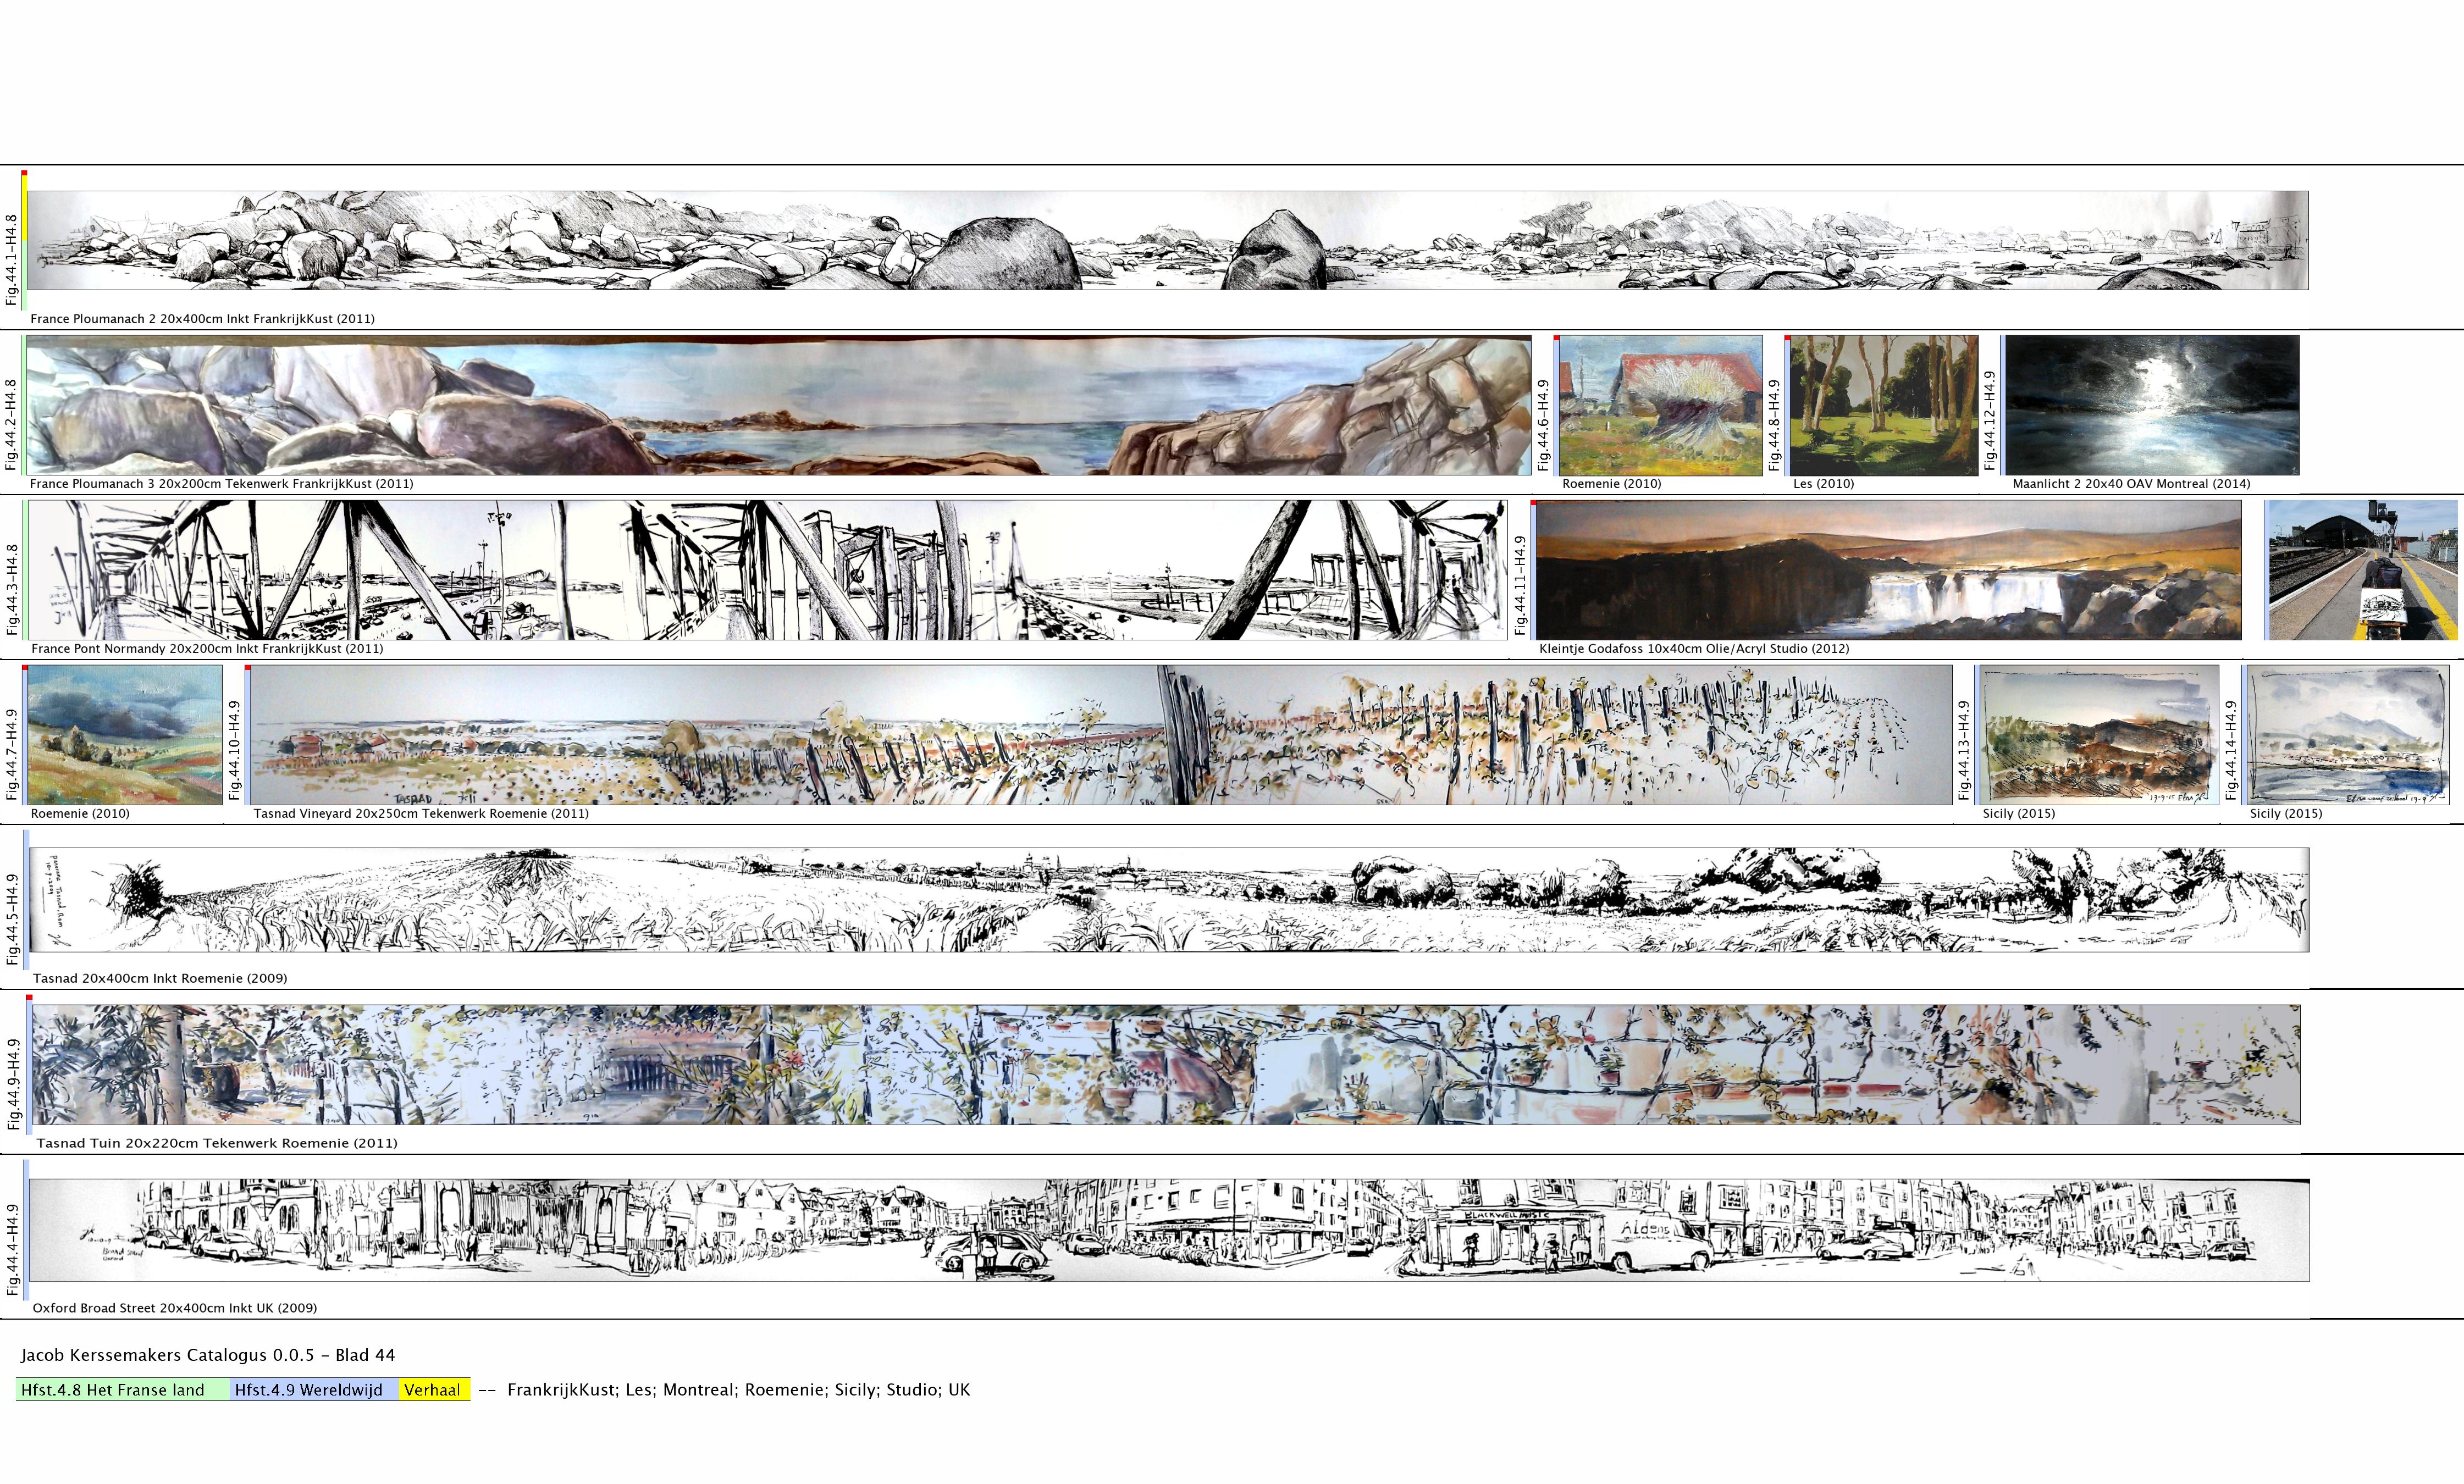 Fig.44.1-H4.8
France Ploumanach 2 20x400cm Inkt FrankrijkKust (2011)
Fig.44.2-H4.8
France Ploumanach 3 20x200cm Tekenwerk FrankrijkKust (2011)
Fig.44.6-H4.9
Roemenie (2010)
Fig.44.8-H4.9
Les (2010)
Fig.44.12-H4.9
Maanlicht 2 20x40 OAV Montreal (2014)
Fig.44.3-H4.8
France Pont Normandy 20x200cm Inkt FrankrijkKust (2011)
Fig.44.11-H4.9
Kleintje Godafoss 10x40cm Olie/Acryl Studio (2012)
Fig.44.7-H4.9
Roemenie (2010)
Fig.44.10-H4.9
TASNAD
Tasnad Vineyard 20x250cm Tekenwerk Roemenie (2011)
Fig.44.13-H4.9
Sicily (2015)
Fig.44.14-H4.9
Sicily (2015)
Fig.44.5-H4.9
Tasnad 20x400cm Inkt Roemenie (2009)
Fig.44.9-H4.9
Tasnad Tuin 20x220cm Tekenwerk Roemenie (2011)
Fig.44.4-H4.9
Broad Street
Oxford
BLACKWELL MUSIC
Aldens
Oxford Broad Street 20x400cm Inkt UK (2009)
Jacob Kerssemakers Catalogus 0.0.5 - Blad 44
Hfst.4.8 Het Franse land Hfst.4.9 Wereldwijd Verhaal -- FrankrijkKust; Les; Montreal; Roemenie; Sicily; Studio; UK